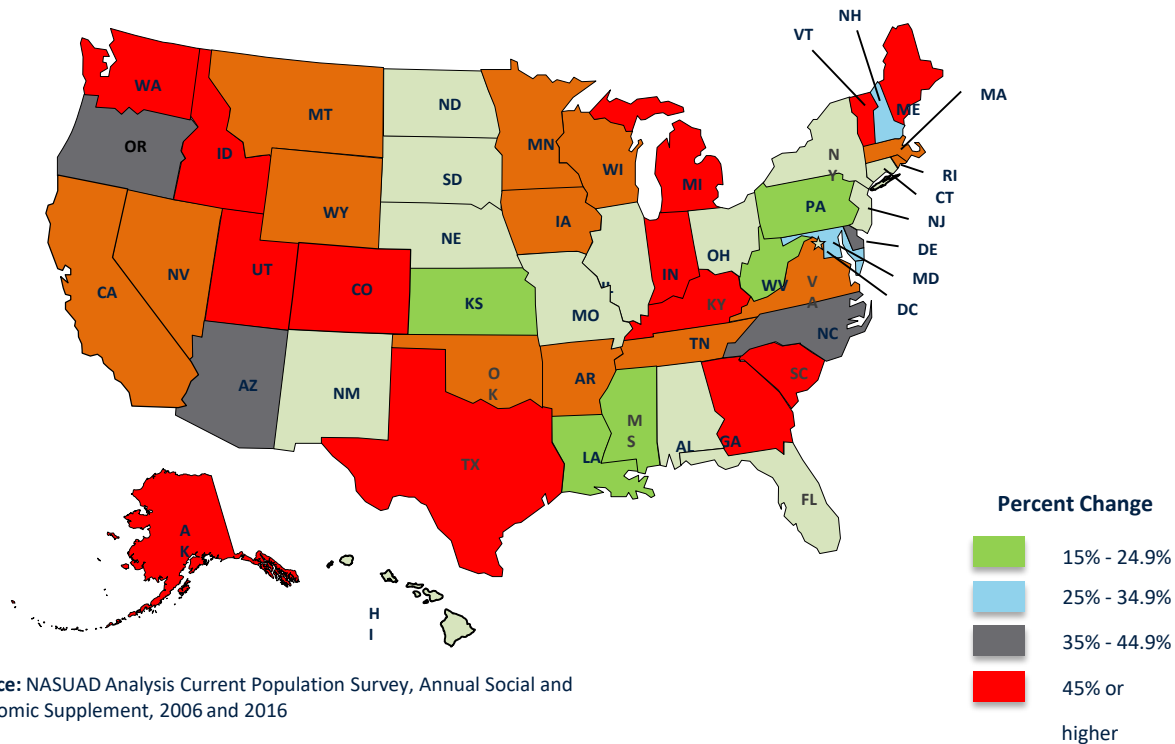 NH
VT
ME
MA
WA
MT
ND
MN
OR
ID
SD
WI
N
Y
MI
RI
CT
WY
IA
PA
NJ
NE
OH
DE
NV
UT
CO
IN
WV
V
A
MD
CA
KS
MO
KY
DC
NC
TN
AZ
NM
O
K
AR
SC
M
S
AL
GA
TX
LA
FL
A
K
H
I
Percent Change
15% - 24.9%
25% - 34.9%
35% - 44.9%
45% or
higher
ce: NASUAD Analysis Current Population Survey, Annual Social and
omic Supplement, 2006 and 2016